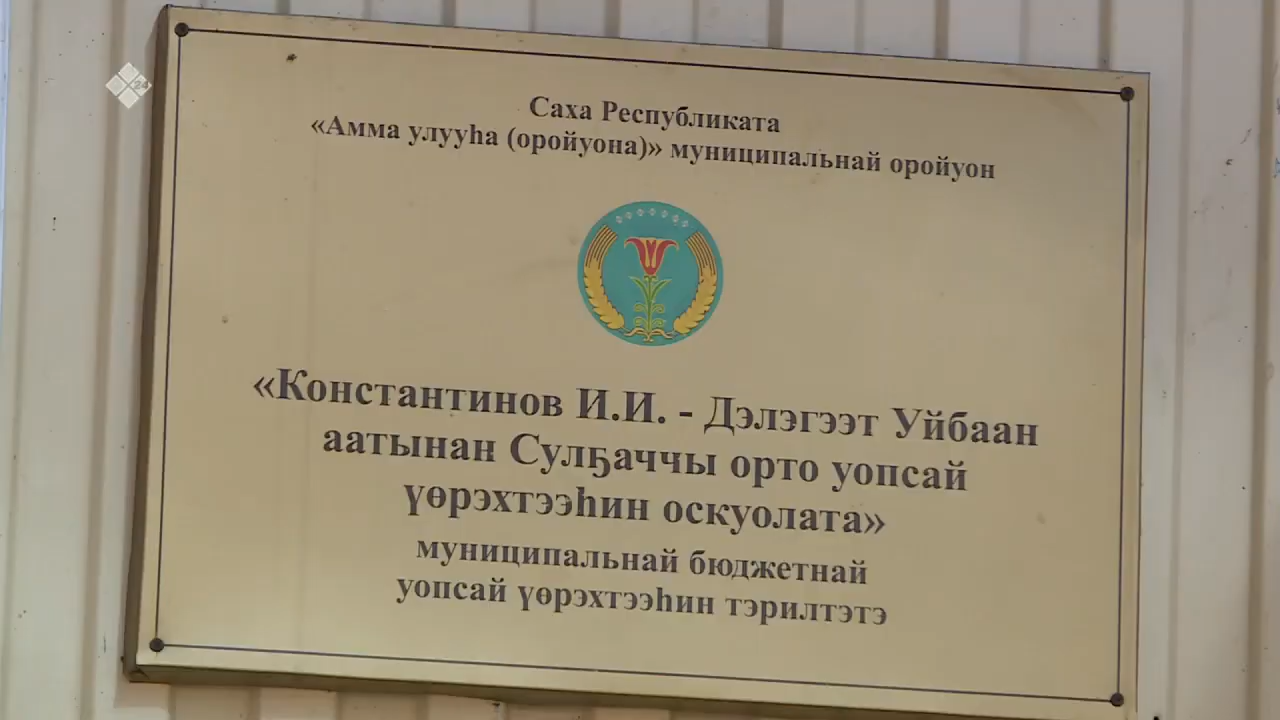 24
Саха Республиката
«Амма улууһа (оройуона)» муниципальнай оройуон
«Константинов И.И. - Дэлэгээт Уйбаан
аатынан Сулҕаччы орто уопсай
үөрэхтээһин оскуолата»
муниципальнай бюджетнай
уопсай үөрэхтээһин тэрилтэтэ